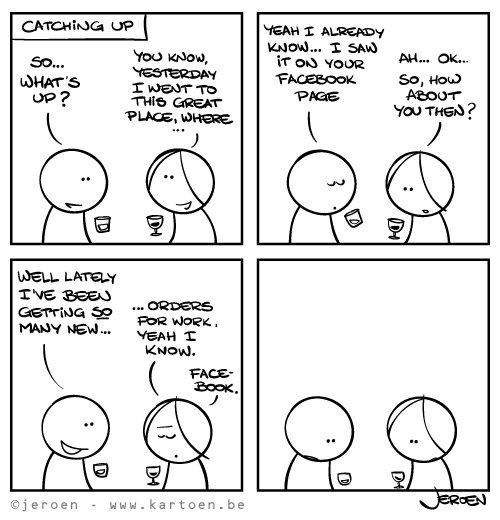 CATCHING UP
SO...
WHAT'S
UP?
YOU KNOW,
YESTERDAY
I WENT TO
THIS GREAT
PLACE, WHERE
...
YEAH I ALREADY
KNOW... I SAW
IT ON YOUR
FACEBOOK
PAGE
AH... OK...
SO, HOW
ABOUT
YOU THEN?
WELL LATELY
I'VE BEEN
GETTING SO
MANY NEW...
... ORDERS
FOR WORK,
YEAH I
KNOW.
FACE-
BOOK.
JEROEN
©jeroen - www.kartoen.be